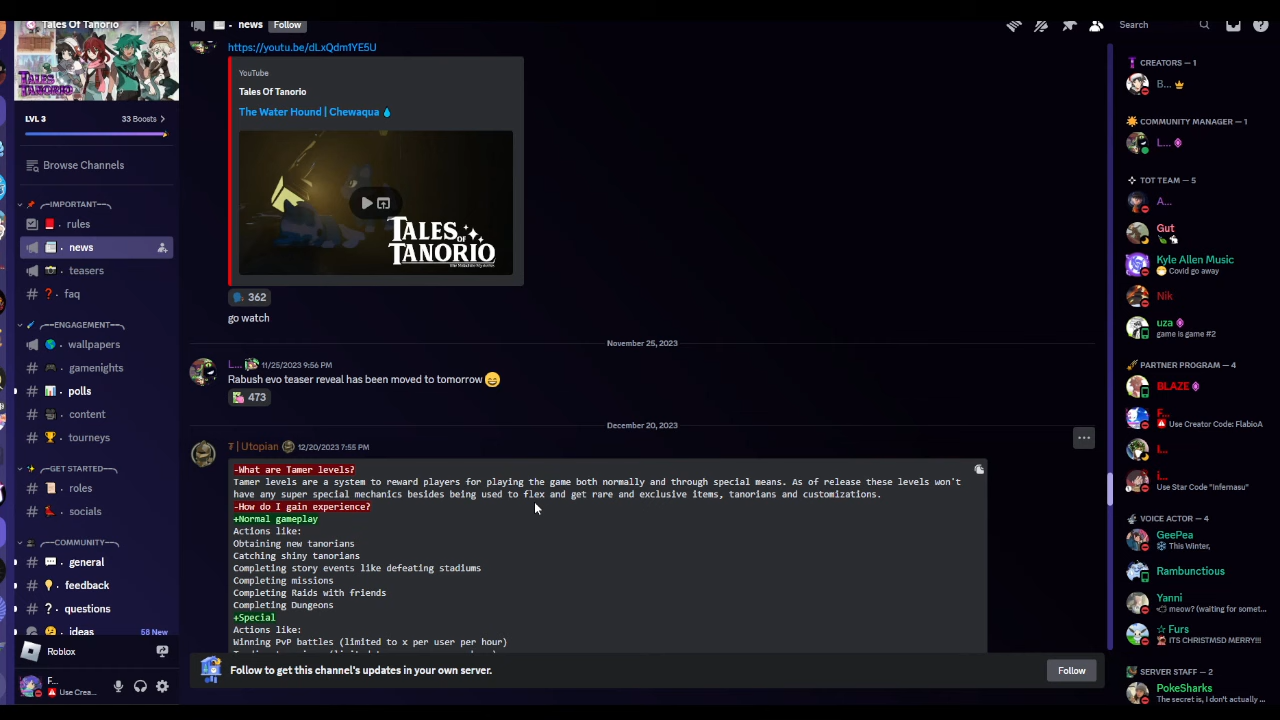 Tales Of Tanorio
TALES OF TANORIO
LVL 3
33 Boosts
Browse Channels
IMPORTANT
rules
news
teasers
faq
ENGAGEMENT
wallpapers
gamenights
polls
content
tourneys
GET STARTED
roles
socials
COMMUNITY
general
feedback
questions
ideas 58 New
Roblox
F...
Use Crea...
news Follow
Search
https://youtu.be/dLxQdm1YE5U
YouTube
Tales Of Tanorio
The Water Hound | Chewaqua 💧
TALES
OF
TANORIO
362
go watch
November 25, 2023
L... 11/25/2023 9:56 PM
Rabush evo teaser reveal has been moved to tomorrow 😄
473
December 20, 2023
₮ | Utopian 12/20/2023 7:55 PM
-What are Tamer levels?
Tamer levels are a system to reward players for playing the game both normally and through special means. As of release these levels won't
have any super special mechanics besides being used to flex and get rare and exclusive items, tanorians and customizations.
-How do I gain experience?
+Normal gameplay
Actions like:
Obtaining new tanorians
Catching shiny tanorians
Completing story events like defeating stadiums
Completing missions
Completing Raids with friends
Completing Dungeons
+Special
Actions like:
Winning PvP battles (limited to x per user per hour)
Follow to get this channel's updates in your own server.
Follow
CREATORS — 1
B...
COMMUNITY MANAGER — 1
L...
TOT TEAM — 5
A...
Gut
Kyle Allen Music
Covid go away
Nik
uza
game is game #2
PARTNER PROGRAM — 4
BLAZE
F...
Use Creator Code: FlabioA
I...
i...
Use Star Code "Infernasu"
VOICE ACTOR — 4
GeePea
This Winter,
Rambunctious
Yanni
meow? (waiting for somet...
☆ Furs
ITS CHRISTMSD MERRY!!!
SERVER STAFF — 2
PokeSharks
The secret is, I don't actually ...